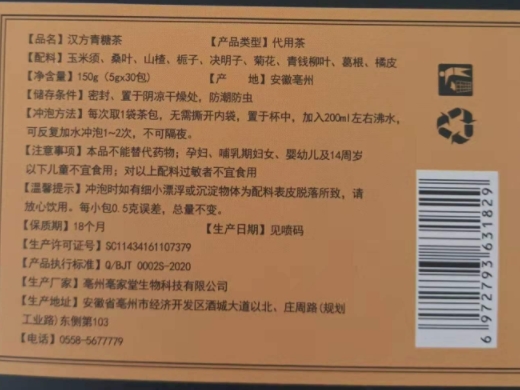 【品名】汉方青糖茶 【产品类型】代用茶
【配料】玉米须、桑叶、山楂、栀子、决明子、菊花、青钱柳叶、葛根、橘皮
【净含量】150g（5gx30包） 【产 地】安徽亳州
【储存条件】密封、置于阴凉干燥处，防潮防虫
【冲泡方法】每次取1袋茶包，无需撕开内袋，置于杯中，加入200ml左右沸水，
可反复加水冲泡1~2次，不可隔夜。
【注意事项】本品不能替代药物；孕妇、哺乳期妇女、婴幼儿及14周岁
以下儿童不宜食用；对以上配料过敏者不宜食用
【温馨提示】冲泡时如有细小漂浮或沉淀物体为配料表皮脱落所致，请
放心饮用。每小包0.5克误差，总量不变。
【保质期】18个月 【生产日期】见喷码
【生产许可证号】SC11434161107379
【产品执行标准】Q/BJT 0002S-2020
【生产厂家】亳州亳家堂生物科技有限公司
【生产地址】安徽省亳州市经济开发区酒城大道以北、庄周路(规划
工业路)东侧第103
【电话】0558-5677779
6 972793 631829